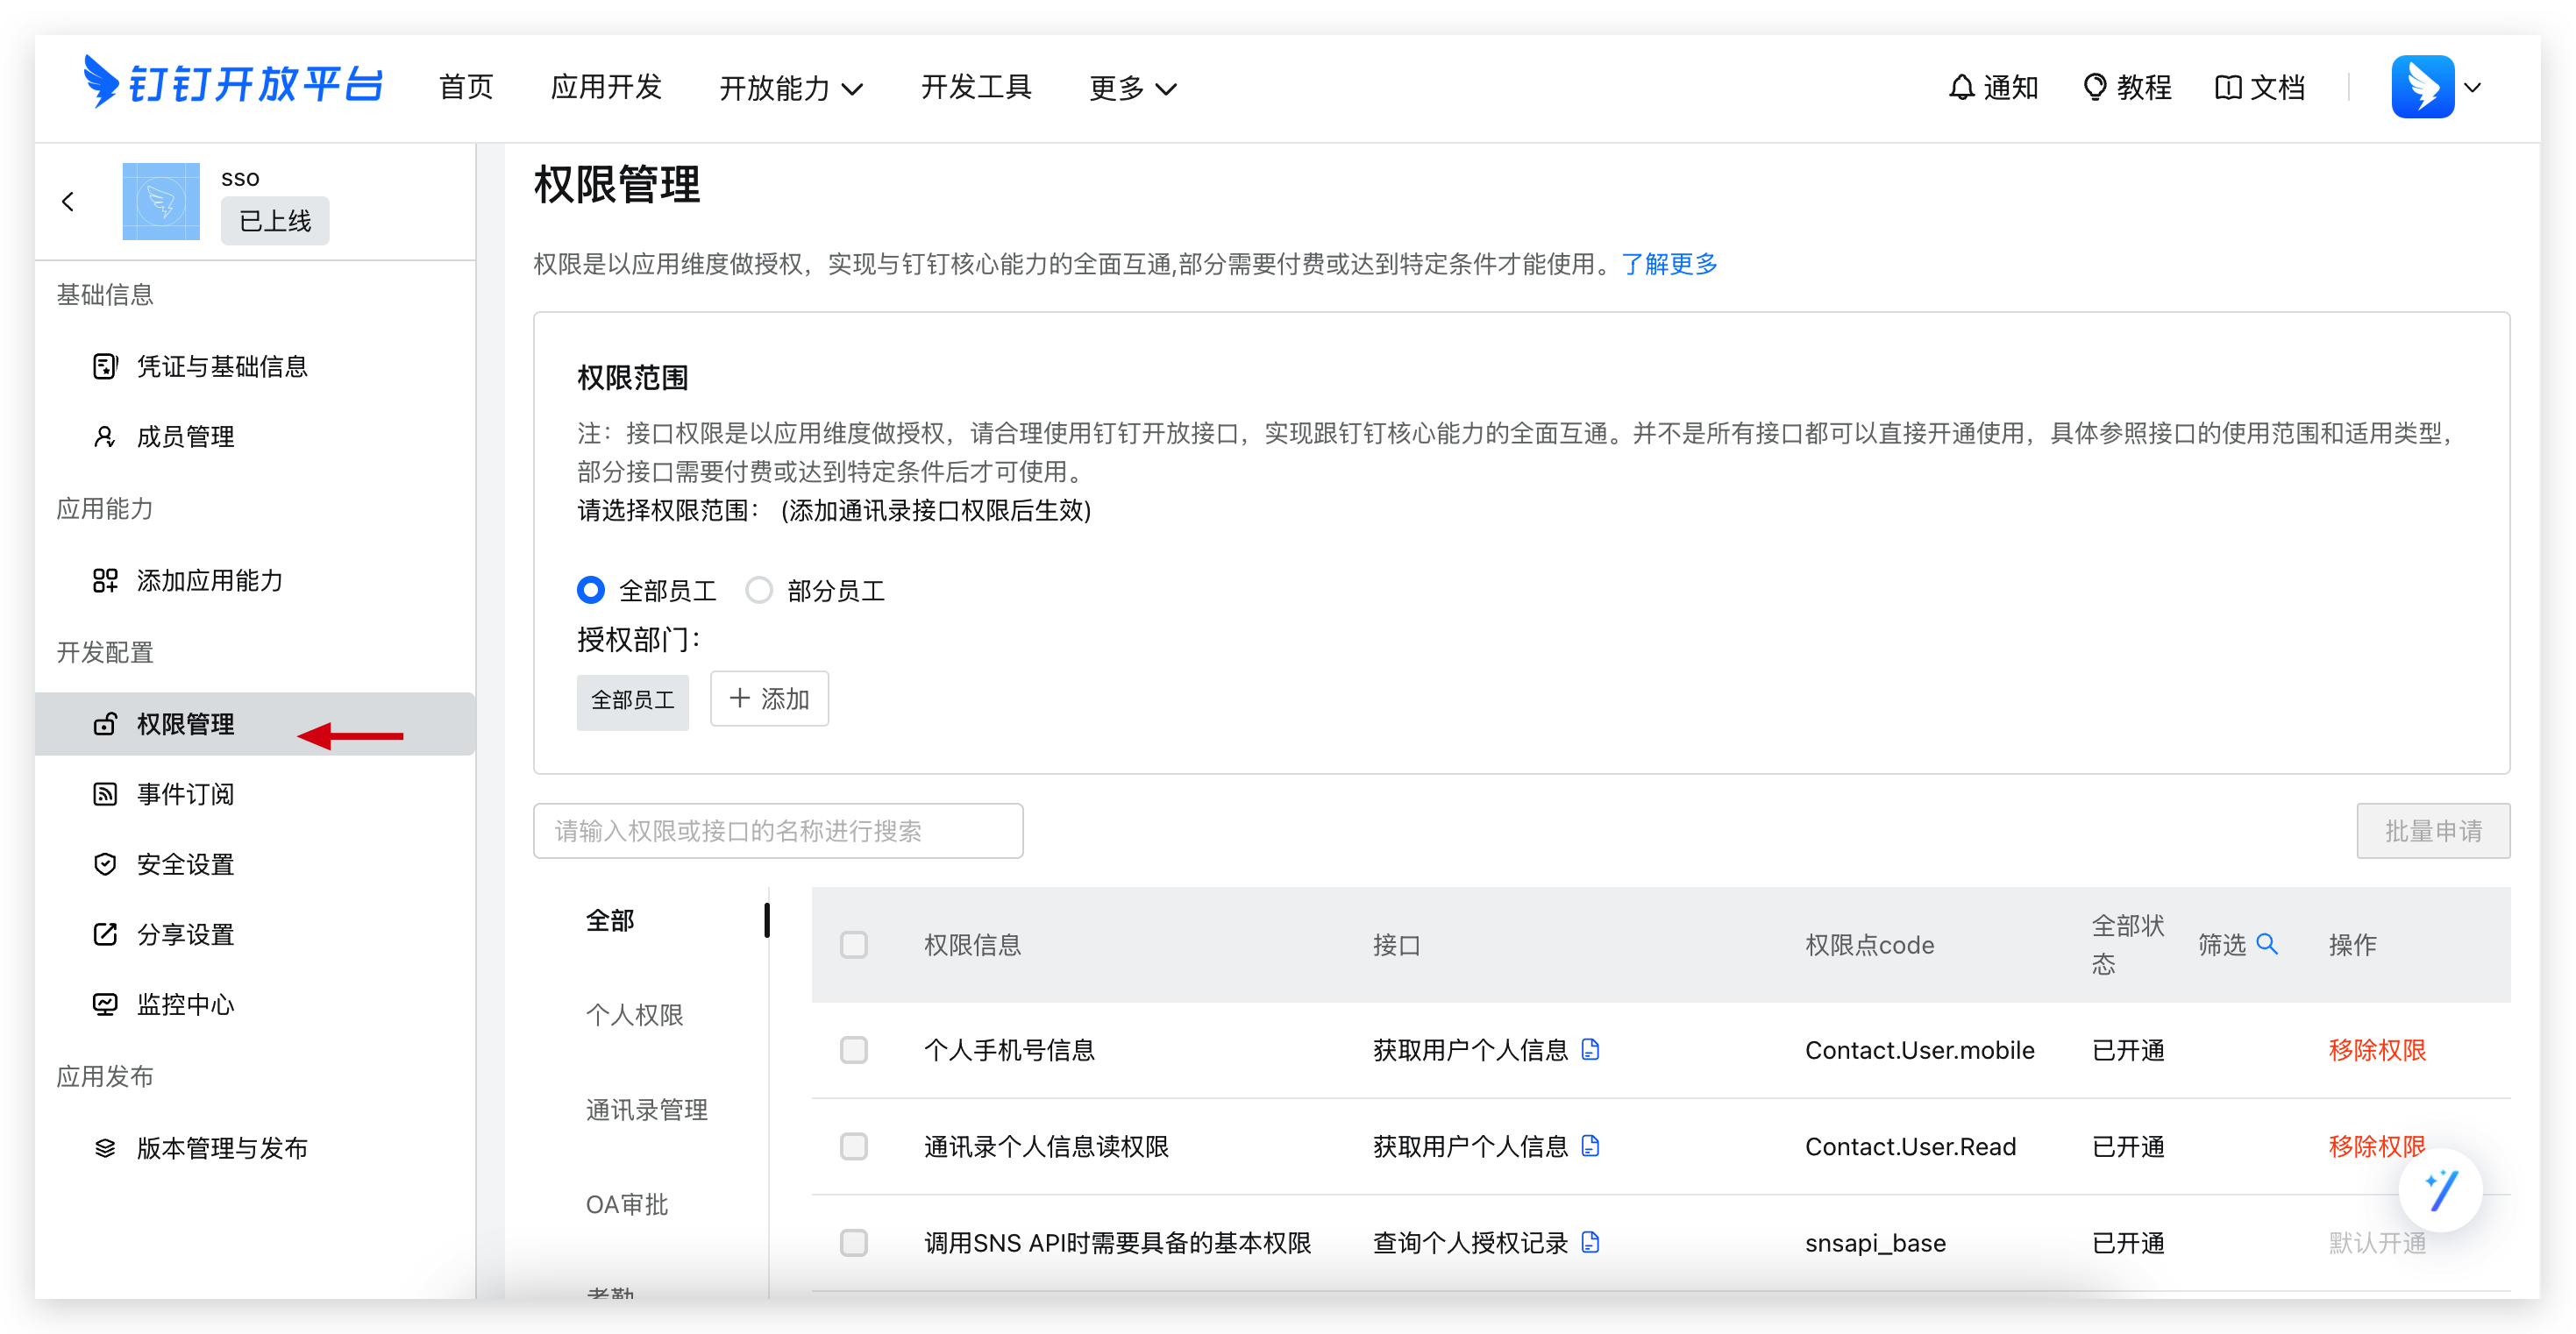 钉钉开放平台
首页
应用开发
开放能力
开发工具
更多
通知
教程
文档
sso
已上线
基础信息
凭证与基础信息
成员管理
应用能力
添加应用能力
开发配置
权限管理
事件订阅
安全设置
分享设置
监控中心
应用发布
版本管理与发布
权限管理
权限是以应用维度做授权，实现与钉钉核心能力的全面互通,部分需要付费或达到特定条件才能使用。了解更多
权限范围
注：接口权限是以应用维度做授权，请合理使用钉钉开放接口，实现跟钉钉核心能力的全面互通。并不是所有接口都可以直接开通使用，具体参照接口的使用范围和适用类型，
部分接口需要付费或达到特定条件后才可使用。
请选择权限范围： (添加通讯录接口权限后生效)
全部员工 部分员工
授权部门：
全部员工 添加
请输入权限或接口的名称进行搜索
批量申请
全部
个人权限
通讯录管理
OA审批
考勤
权限信息 接口 权限点code 全部状态 筛选 操作
个人手机号信息 获取用户个人信息 Contact.User.mobile 已开通 移除权限
通讯录个人信息读权限 获取用户个人信息 Contact.User.Read 已开通 移除权限
调用SNS API时需要具备的基本权限 查询个人授权记录 snsapi_base 已开通 默认开通